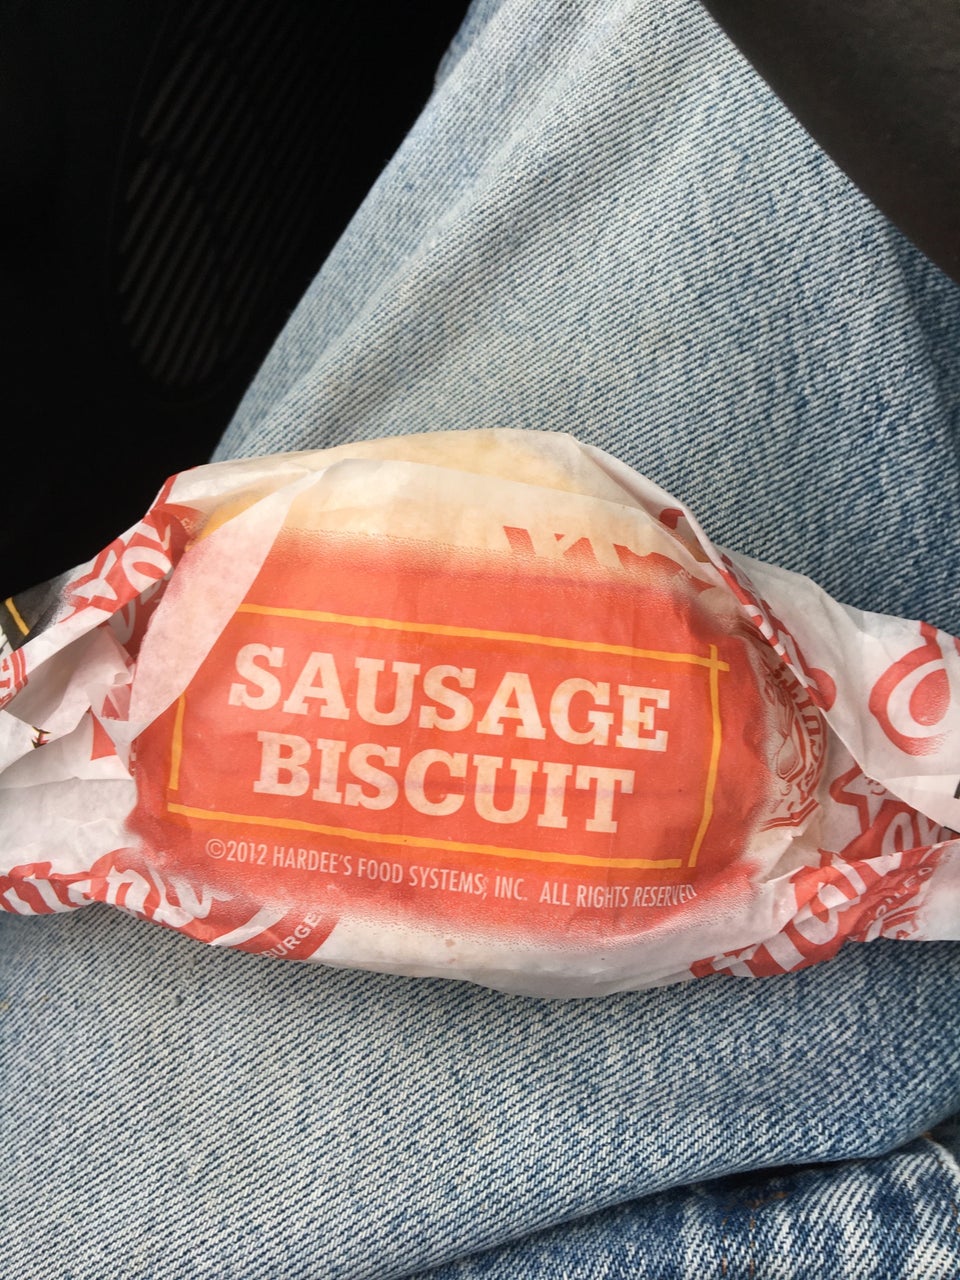 SAUSAGE
BISCUIT
©2012 HARDEE'S FOOD SYSTEMS, INC. ALL RIGHTS RESERVED